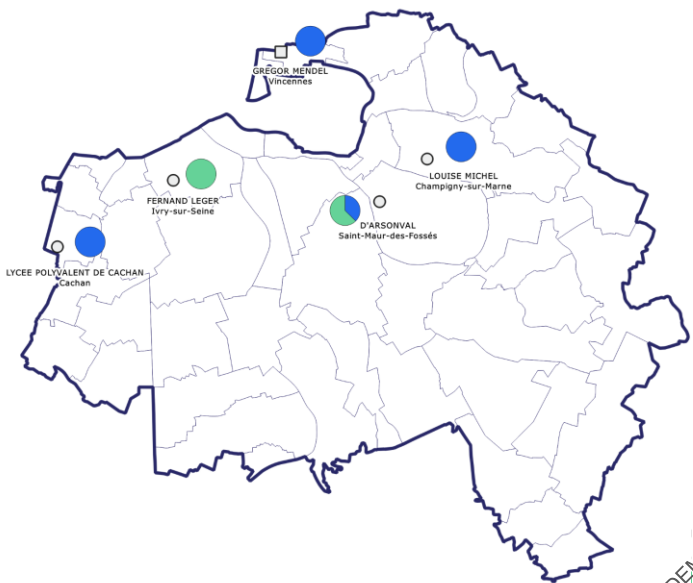 GREGOR MENDEL
Vincennes
LOUISE MICHEL
Champigny-sur-Marne
FERNAND LEGER
Ivry-sur-Seine
D'ARSONVAL
Saint-Maur-des-Fossés
LYCEE POLYVALENT DE CACHAN
Cachan